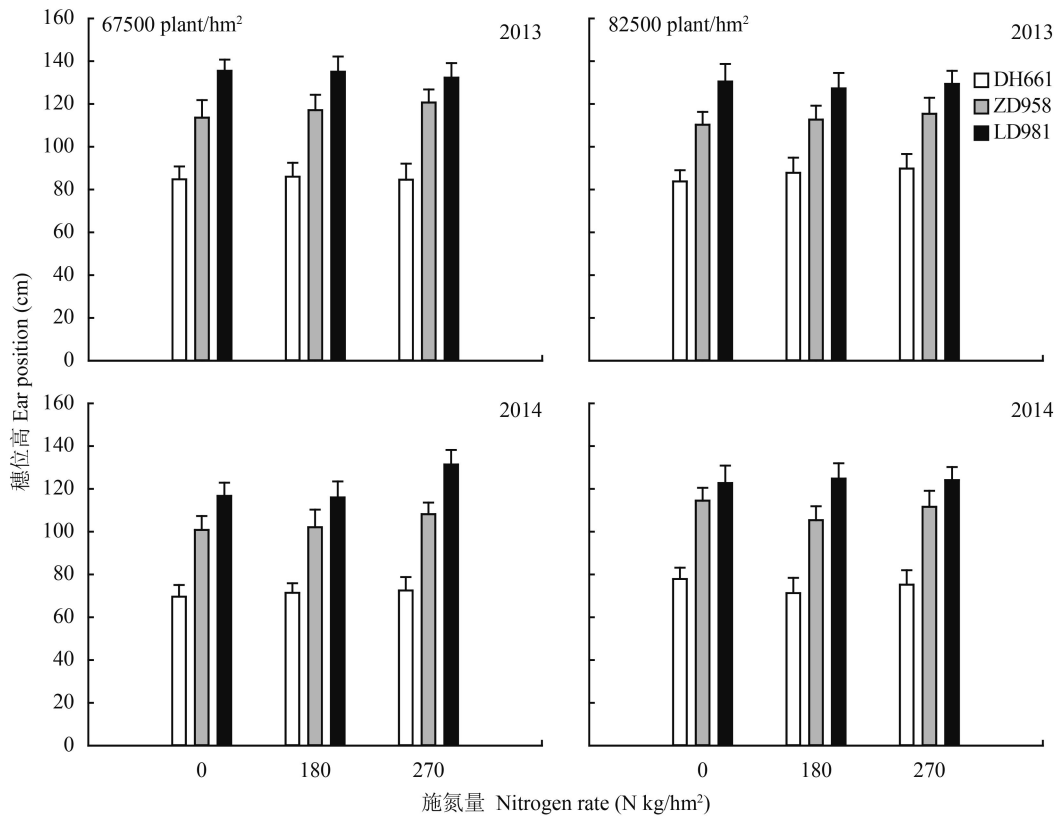 67500 plant/hm²
2013
160
140
120
100
80
60
40
20
0
82500 plant/hm²
2013
DH661
ZD958
LD981
穗位高 Ear position (cm)
2014
160
140
120
100
80
60
40
20
0
2014
0 180 270
0 180 270
施氮量 Nitrogen rate (N kg/hm²)